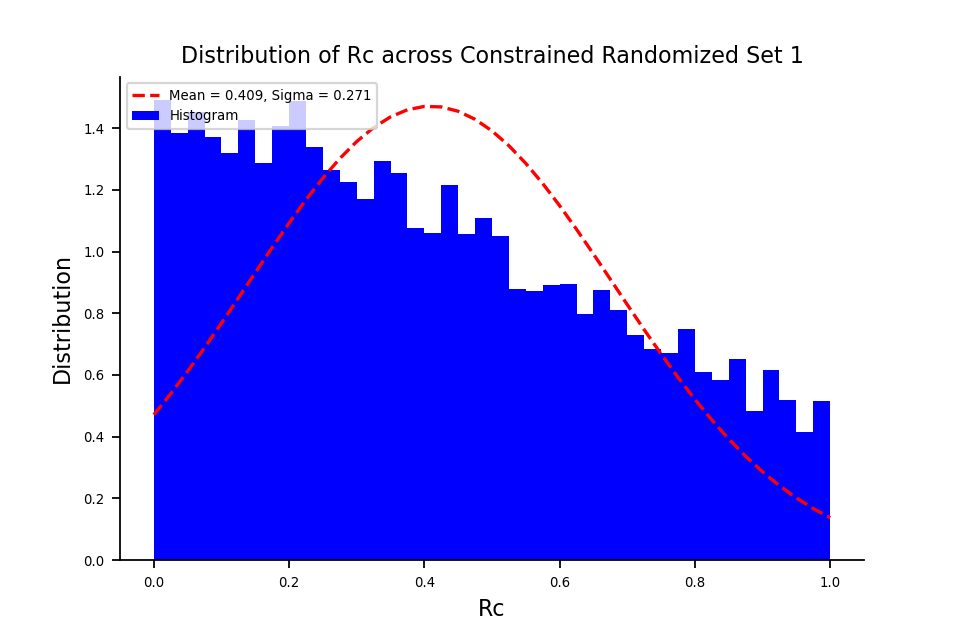 Distribution of Rc across Constrained Randomized Set 1
Mean = 0.409, Sigma = 0.271
Histogram
Distribution
1.4
1.2
1.0
0.8
0.6
0.4
0.2
0.0
0.0 0.2 0.4 0.6 0.8 1.0
Rc